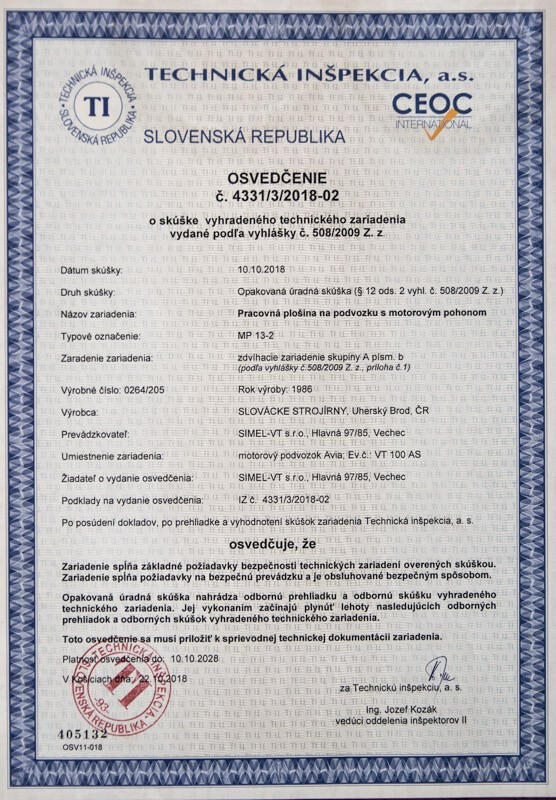 TECHNICKÁ INŠPEKCIA
TI
SLOVENSKÁ REPUBLIKA
TECHNICKÁ INŠPEKCIA, a.s.
CEOC
INTERNATIONAL
SLOVENSKÁ REPUBLIKA
OSVEDČENIE
č. 4331/3/2018-02
o skúške vyhradeného technického zariadenia
vydané podľa vyhlášky č. 508/2009 Z. z
Dátum skúšky: 10.10.2018
Druh skúšky: Opakovaná úradná skúška (§ 12 ods. 2 vyhl. č. 508/2009 Z. z.)
Názov zariadenia: Pracovná plošina na podvozku s motorovým pohonom
Typové označenie: MP 13-2
Zaradenie zariadenia: zdvíhacie zariadenie skupiny A písm. b
(podľa vyhlášky č.508/2009 Z. z., príloha č.1)
Výrobné číslo: 0264/205 Rok výroby: 1986
Výrobca: SLOVÁCKE STROJÍRNY, Uherský Brod, ČR
Prevádzkovateľ: SIMEL-VT s.r.o., Hlavná 97/85, Vechec
Umiestnenie zariadenia: motorový podvozok Avia; Ev.č.: VT 100 AS
Žiadateľ o vydanie osvedčenia: SIMEL-VT s.r.o., Hlavná 97/85, Vechec
Podklady na vydanie osvedčenia: IZ č. 4331/3/2018-02
Po posúdení dokladov, po prehliadke a vyhodnotení skúšok zariadenia Technická inšpekcia, a. s.
osvedčuje, že
Zariadenie spĺňa základné požiadavky bezpečnosti technických zariadení overených skúškou.
Zariadenie spĺňa požiadavky na bezpečnú prevádzku a je obsluhované bezpečným spôsobom.
Opakovaná úradná skúška nahrádza odbornú prehliadku a odbornú skúšku vyhradeného
technického zariadenia. Jej vykonaním začínajú plynúť lehoty nasledujúcich odborných
prehliadok a odborných skúšok vyhradeného technického zariadenia.
Toto osvedčenie sa musí priložiť k sprievodnej technickej dokumentácii zariadenia.
Platnosť osvedčenia do: 10.10.2028
V Košiciach dňa: 22.10.2018
TECHNICKÁ INŠPEKCIA
TI
-93-
SLOVENSKÁ REPUBLIKA
za Technickú inšpekciu, a. s.
Ing. Jozef Kozák
vedúci oddelenia inšpektorov II
405132
OSV11-018